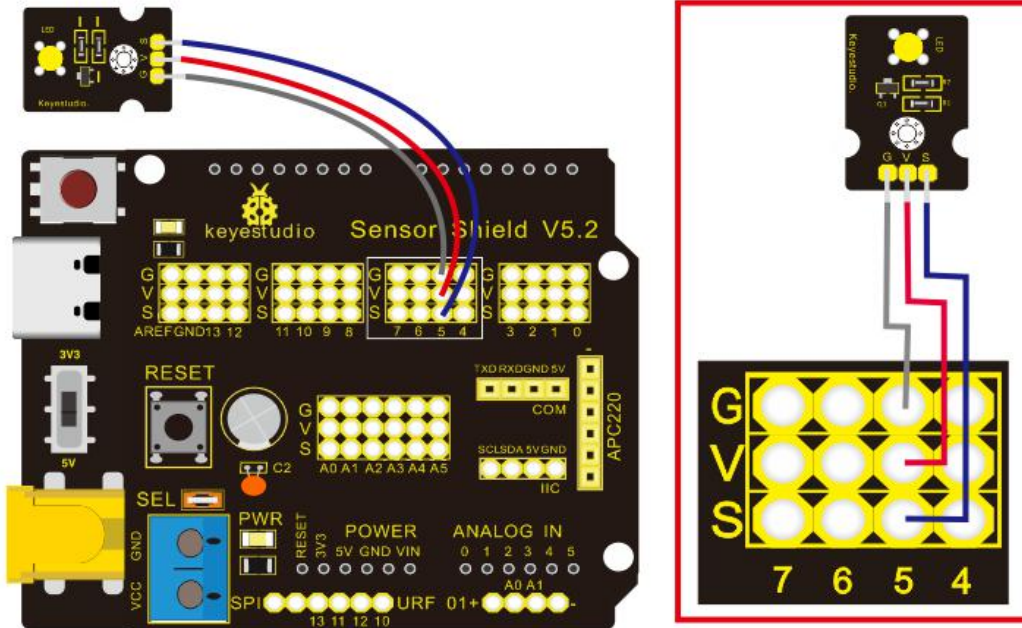 LED
S
V
G
Keyestudio.
keyestudio
Sensor Shield V5.2
G
V
S
AREF GND 13 12
G
V
S
11 10 9 8
G
V
S
7 6 5 4
G
V
S
3 2 1 0
3V3
5V
RESET
C2
G
V
S
A0 A1 A2 A3 A4 A5
TXD RXD GND 5V
COM
SCL SDA 5V GND
IIC
-
APC220
SEL
PWR
GND
VCC
POWER
RESET
3V3
5V GND VIN
ANALOG IN
0 1 2 3 4 5
A0 A1
SPI
13 11 12 10
URF
01+
-
Keyestudio.
LED
Q1
R2
R1
G V S
G
V
S
7 6 5 4